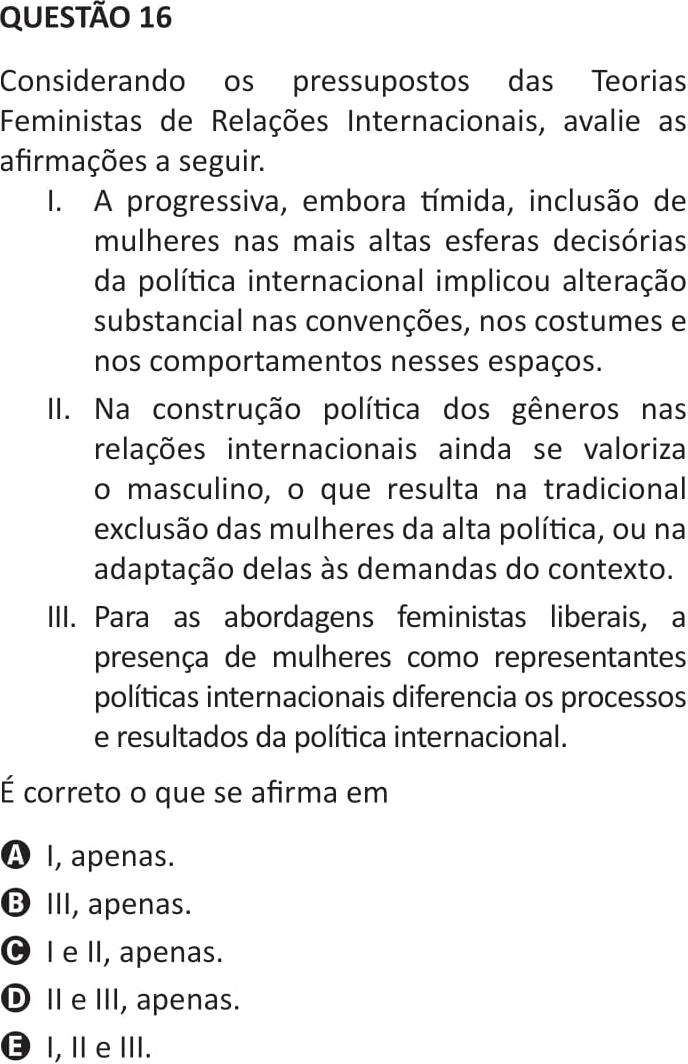 QUESTÃO 16
Considerando os pressupostos das Teorias
Feministas de Relações Internacionais, avalie as
afirmações a seguir.
I. A progressiva, embora tímida, inclusão de
mulheres nas mais altas esferas decisórias
da política internacional implicou alteração
substancial nas convenções, nos costumes e
nos comportamentos nesses espaços.
II. Na construção política dos gêneros nas
relações internacionais ainda se valoriza
o masculino, o que resulta na tradicional
exclusão das mulheres da alta política, ou na
adaptação delas às demandas do contexto.
III. Para as abordagens feministas liberais, a
presença de mulheres como representantes
políticas internacionais diferencia os processos
e resultados da política internacional.
É correto o que se afirma em
A I, apenas.
B III, apenas.
C I e II, apenas.
D II e III, apenas.
E I, II e III.